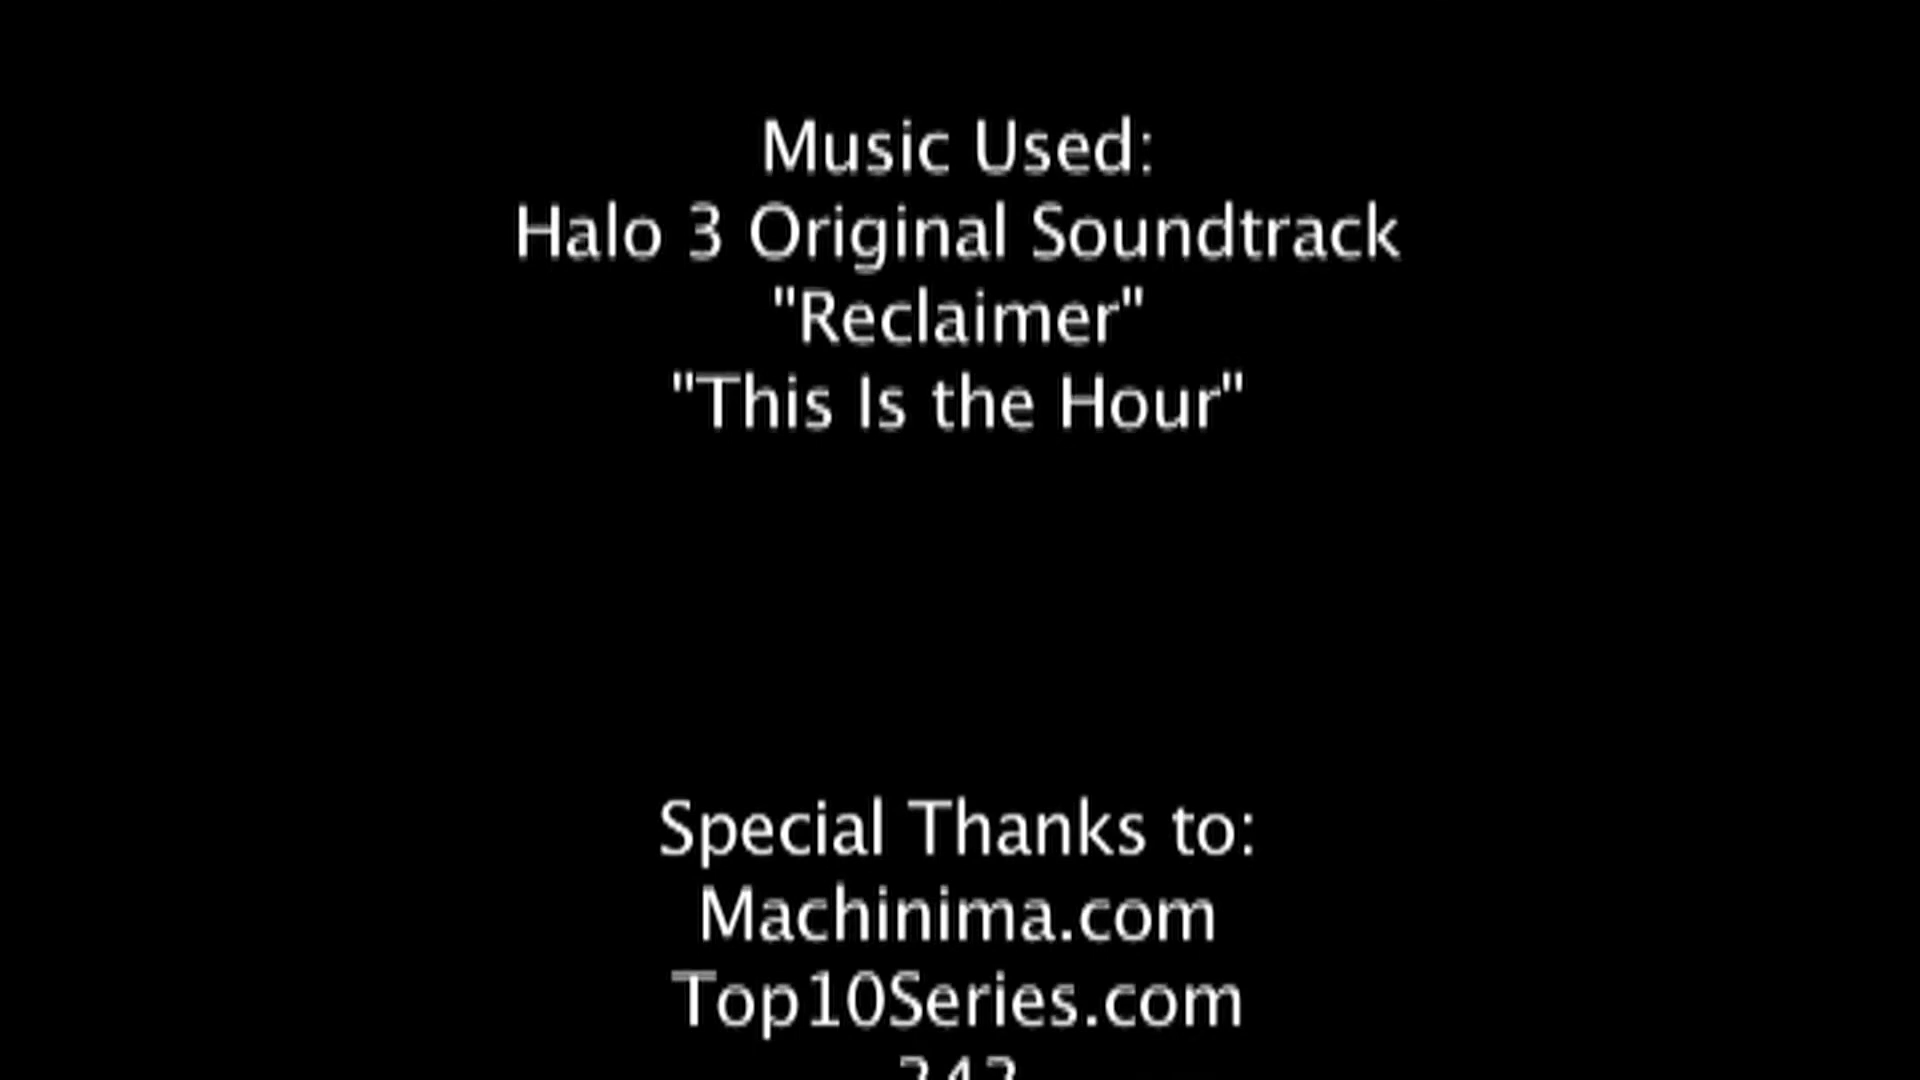 Music Used:
Halo 3 Original Soundtrack
"Reclaimer"
"This Is the Hour"
Special Thanks to:
Machinima.com
Top10Series.com